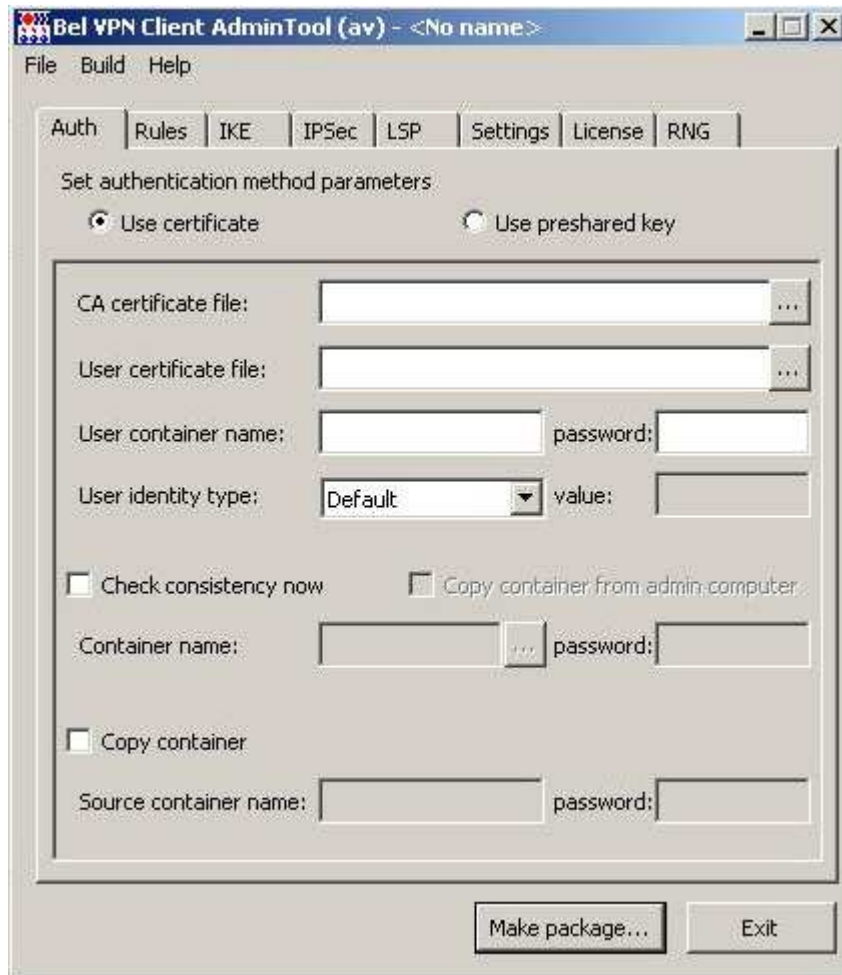 Bel VPN Client AdminTool (av) - <No name>
File Build Help
Auth Rules IKE IPSec LSP Settings License RNG
Set authentication method parameters
Use certificate Use preshared key
CA certificate file: ...
User certificate file: ...
User container name: password:
User identity type: Default value:
Check consistency now Copy container from admin computer
Container name: ... password:
Copy container
Source container name: password:
Make package... Exit